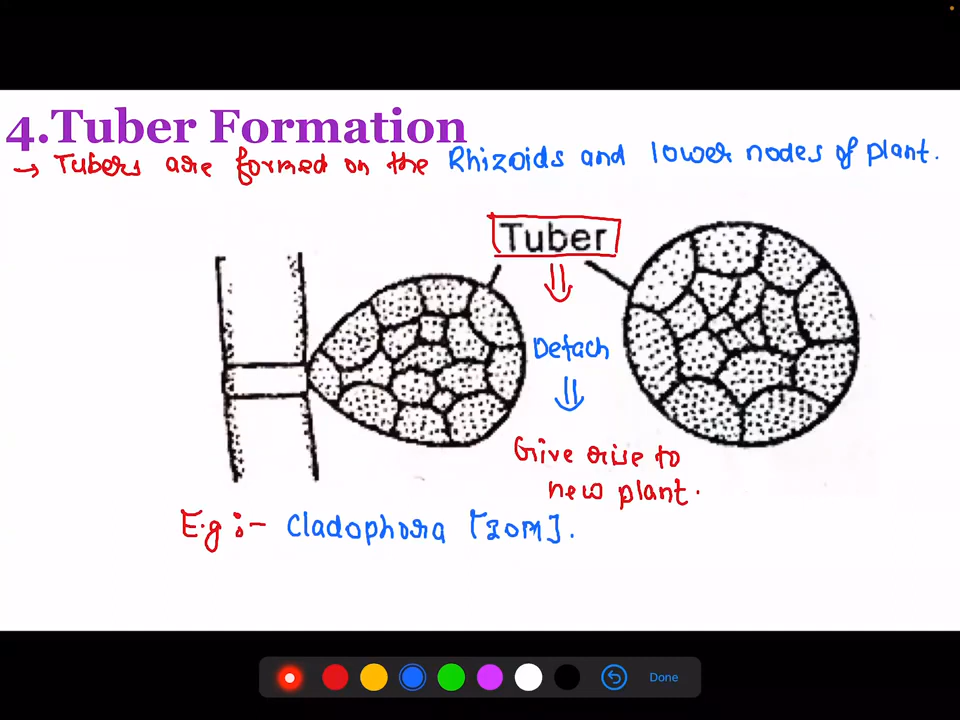 4.Tuber Formation
→ Tubers are formed on the Rhizoids and lower nodes of plant.
Tuber
Detach
Give rise to
new plant.
E.g :- Cladophora [IOM].
Done